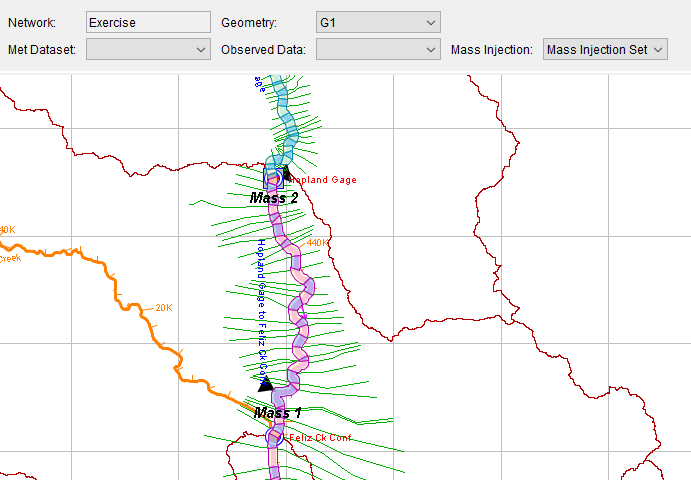 Network: Exercise Geometry: G1
Met Dataset: Observed Data: Mass Injection: Mass Injection Set
Hopland Gage
Mass 2
40K
440K
Creek
20K
Hopland Gage to Feliz Ck Conf
Mass 1
Feliz Ck Conf